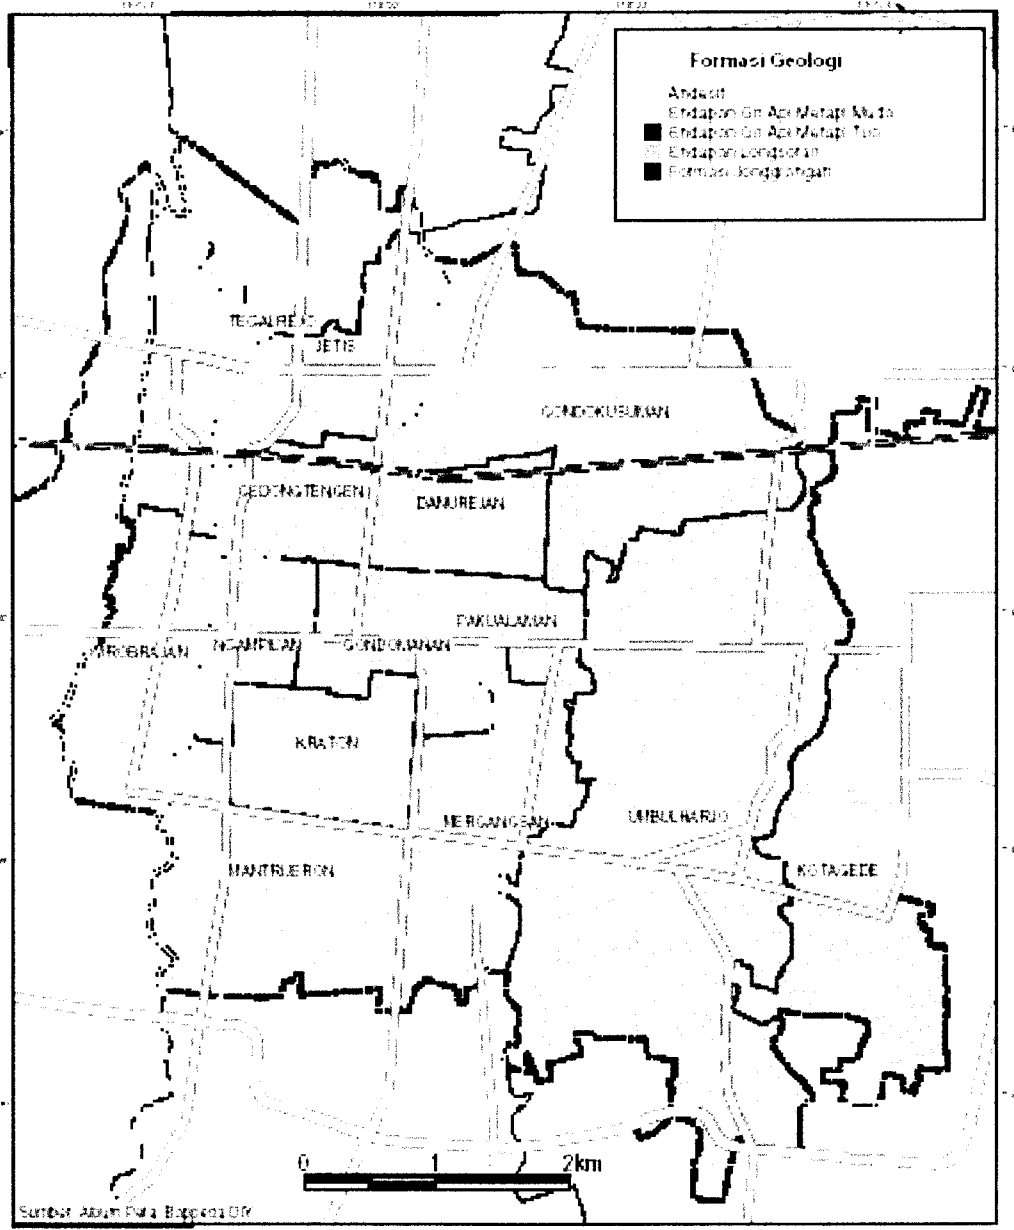 Formasi Geologi
Andesit
Endapan Gn Api Merapi Muda
Endapan Gn Api Merapi Tua
Endapan Longsoran
Formasi Jonggrangan
TEGALREJO
JETIS
GONDOKUSUMAN
GEDONGTENGEN
DANUREJAN
PAKUALAMAN
WIROBRAJAN
NGAMPILAN
GONDOMANAN
KRATON
MERGANGSAN
UMBULHARJO
MANTRIJERON
KOTAGEDE
0 1 2km
Sumber: Album Peta Bappeda DIY